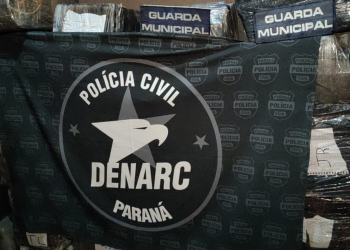 GUARDA
MUNICIPAL
GUARDA
MUNICIPAL
POLÍCIA CIVIL
DENARC
PARANÁ